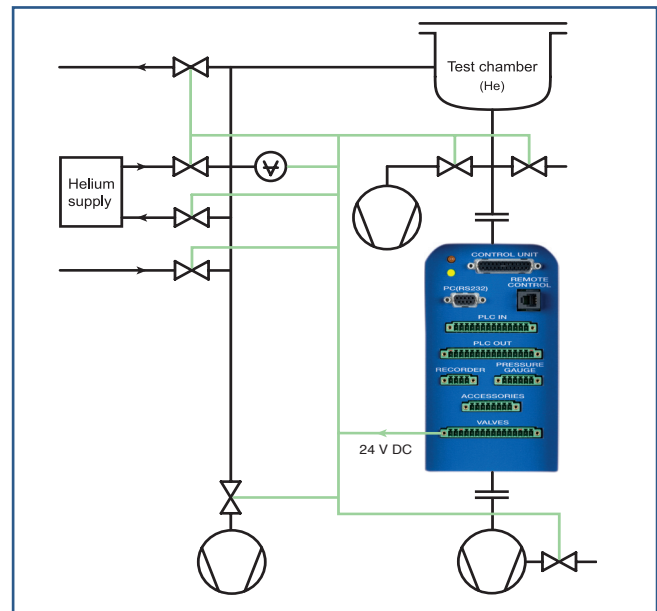 Test chamber
(He)
Helium
supply
CONTROL UNIT
REMOTE
CONTROL
PC(RS232)
PLC IN
PLC OUT
RECORDER
PRESSURE
GAUGE
ACCESSORIES
VALVES
24 V DC